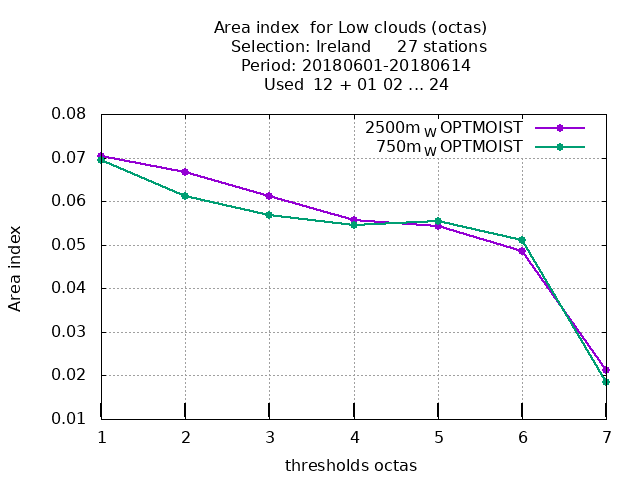 Area index  for Low clouds (octas)
Selection: Ireland     27 stations
Period: 20180601-20180614
Used  12 + 01 02 ... 24
2500m W OPTMOIST
750m W OPTMOIST
0.08
0.07
0.06
0.05
0.04
0.03
0.02
0.01
Area index
1 2 3 4 5 6 7
thresholds octas